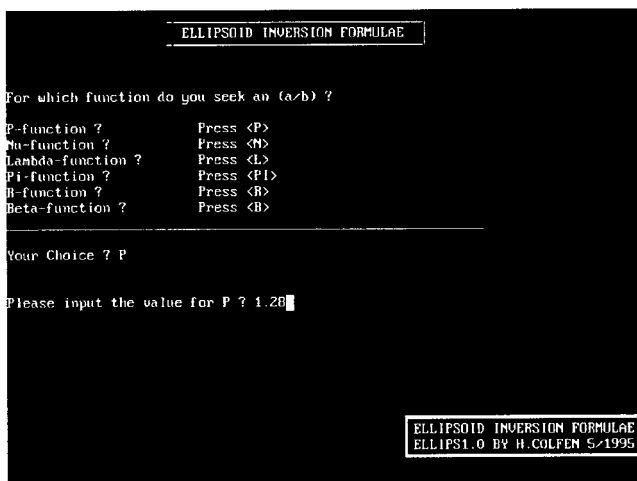 ELLIPSOID INVERSION FORMULAE
For which function do you seek an (a/b) ?
P-function ? Press <P>
Nu-function ? Press <N>
Lambda-function ? Press <L>
Pi-function ? Press <PI>
R-function ? Press <R>
Beta-function ? Press <B>
Your Choice ? P
Please input the value for P ? 1.28
ELLIPSOID INVERSION FORMULAE
ELLIPS1.0 BY H.COLFEN 5/1995